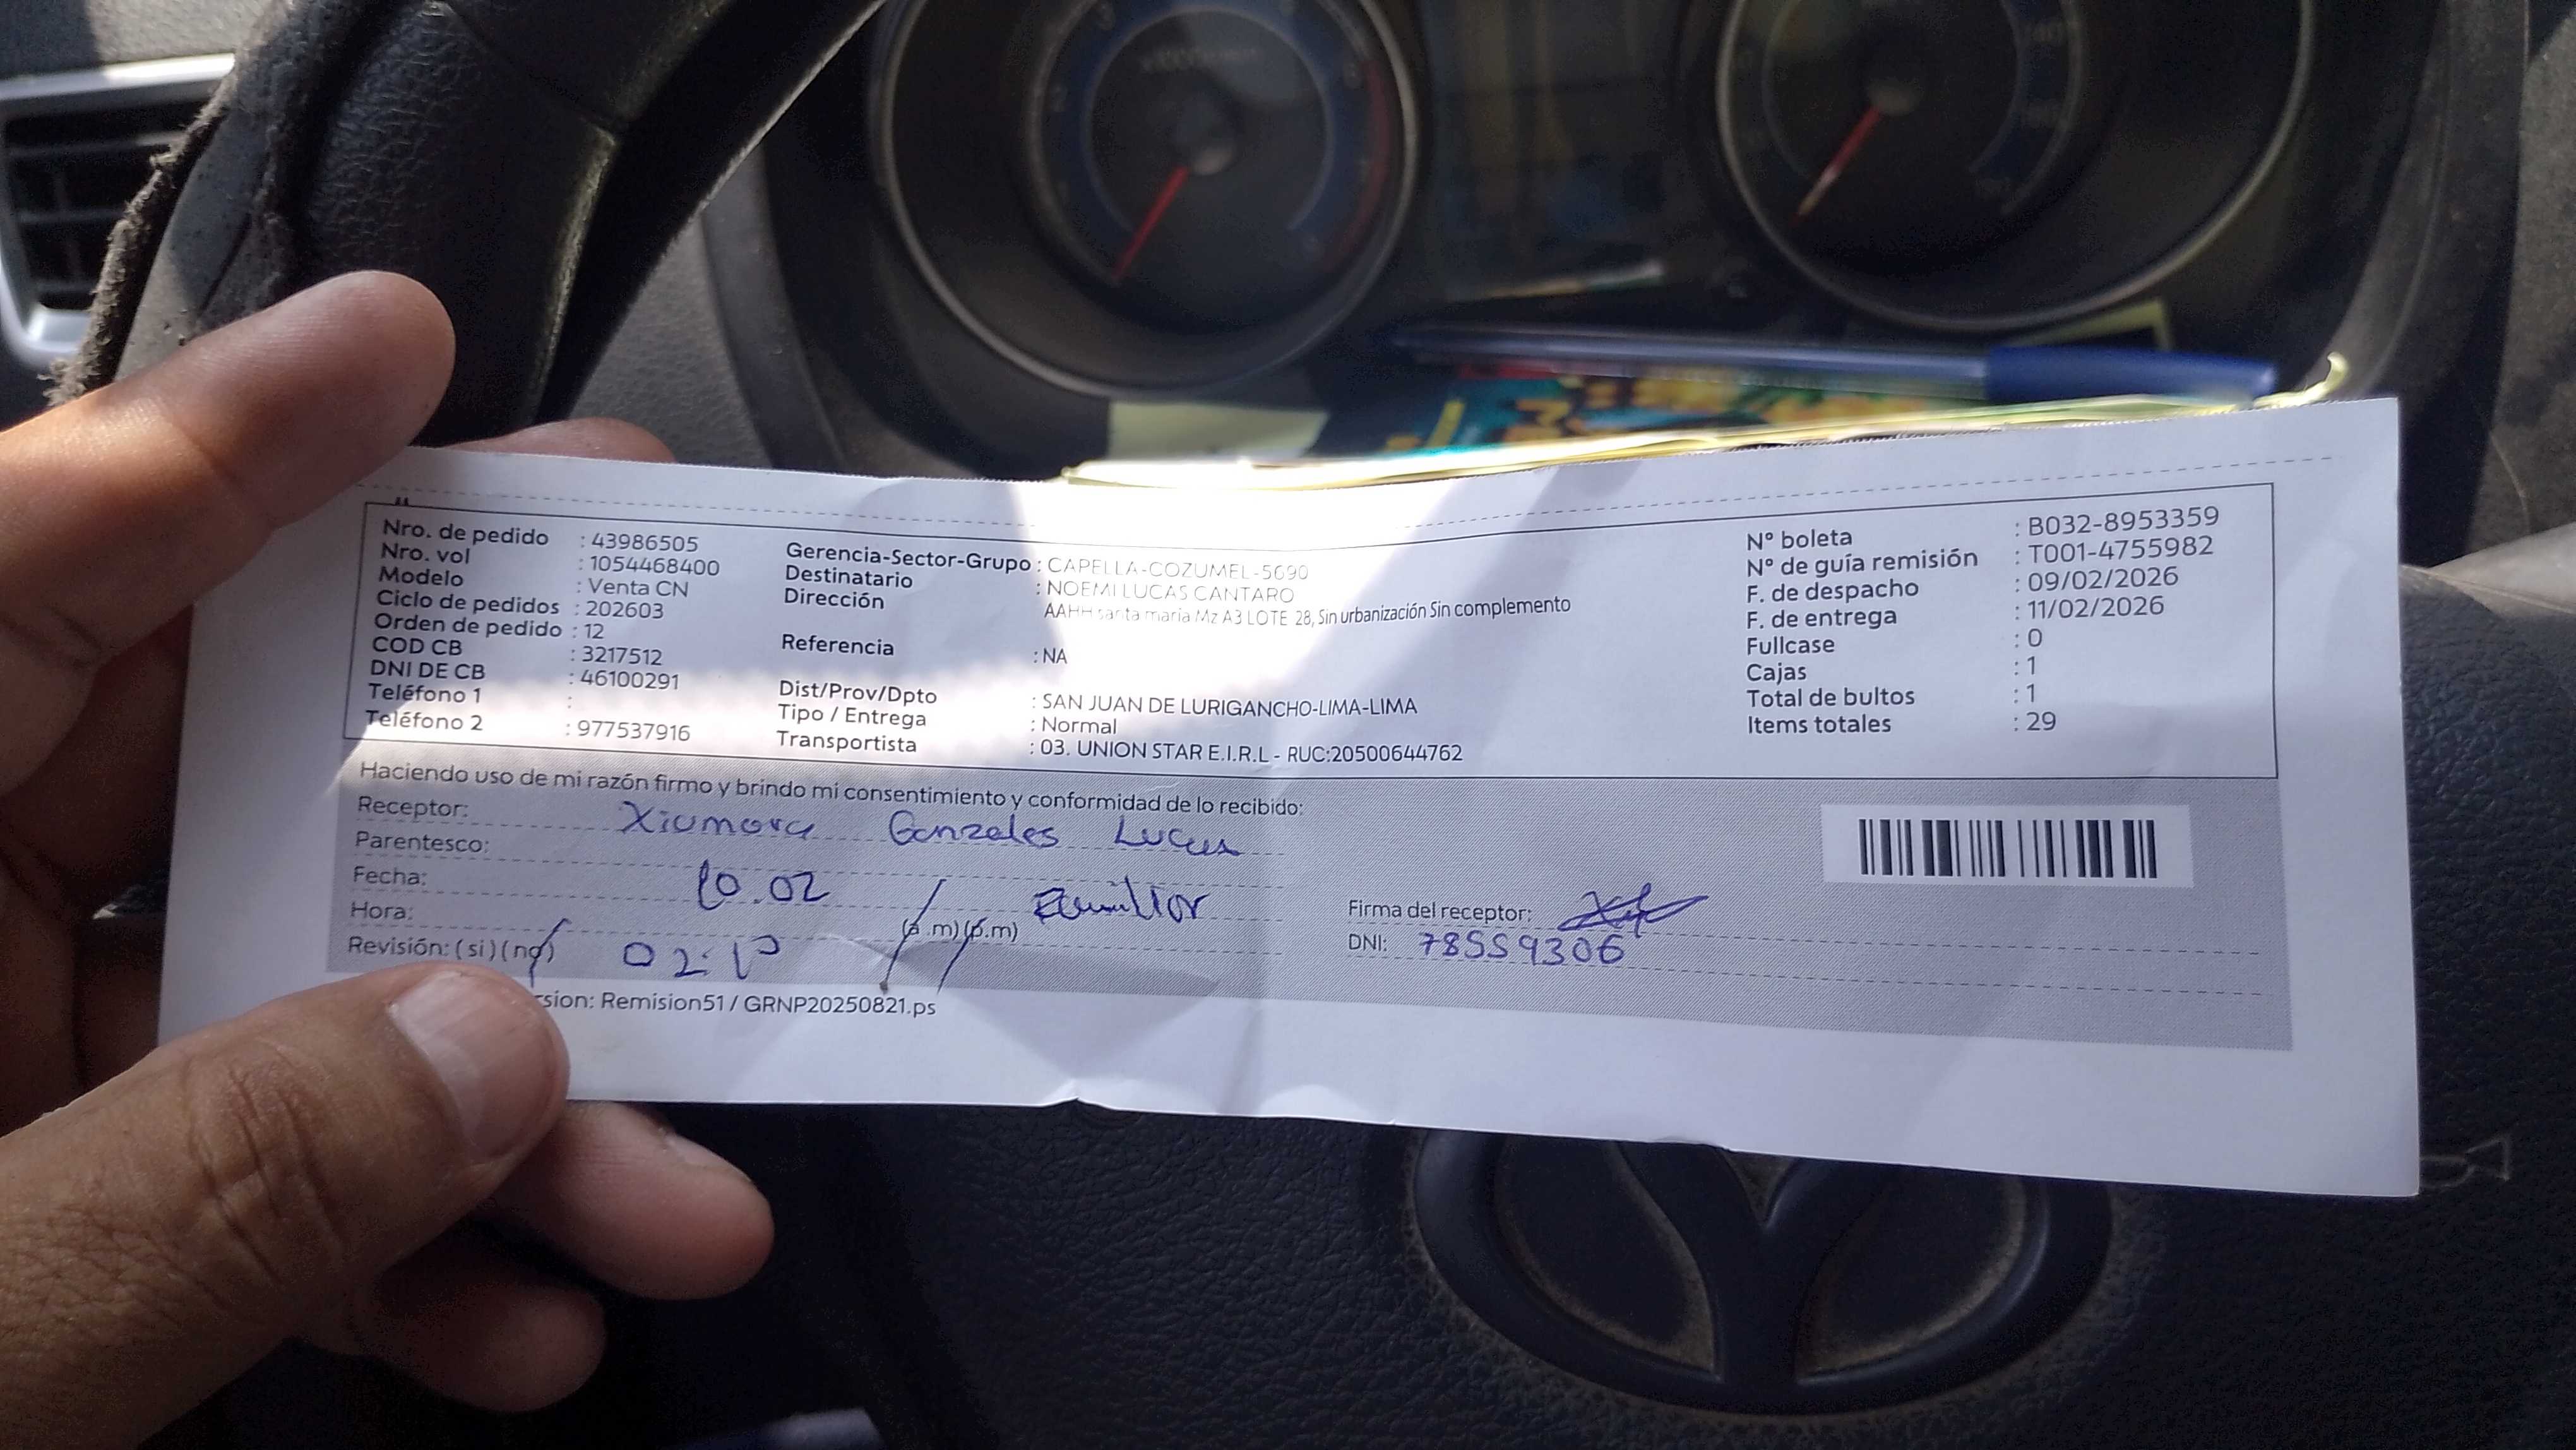 Nro. de pedido : 43986505
Nro. vol : 1054468400
Modelo : Venta CN
Ciclo de pedidos : 202603
Orden de pedido : 12
COD CB : 3217512
DNI DE CB : 46100291
Teléfono 1 :
Teléfono 2 : 977537916
Gerencia-Sector-Grupo : CAPELLA-COZUMEL-5690
Destinatario : NOEMI LUCAS CANTARO
Dirección AAHH santa maria Mz A3 LOTE 28, Sin urbanización Sin complemento
Referencia : NA
Dist/Prov/Dpto : SAN JUAN DE LURIGANCHO-LIMA-LIMA
Tipo / Entrega : Normal
Transportista : 03. UNION STAR E.I.R.L - RUC:20500644762
N° boleta : B032-8953359
N° de guía remisión : T001-4755982
F. de despacho : 09/02/2026
F. de entrega : 11/02/2026
Fullcase : 0
Cajas : 1
Total de bultos : 1
Items totales : 29
Haciendo uso de mi razón firmo y brindo mi consentimiento y conformidad de lo recibido:
Receptor: Xiomara Gonzales Lucas
Parentesco:
Fecha: 10.02
Hora: (a.m) (p.m)
Revisión: (si) (no) 02:
Firma del receptor:
DNI: 78559306
sion: Remision51 / GRNP20250821.ps